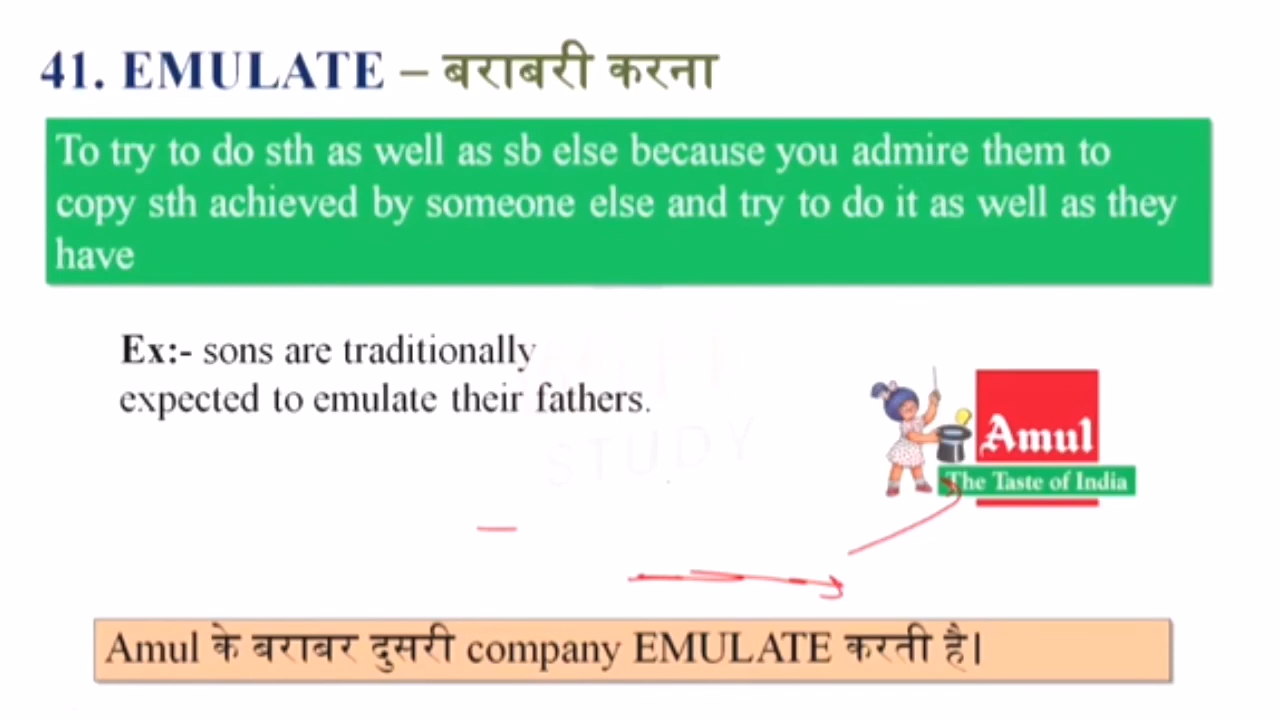 41. EMULATE – बराबरी करना
To try to do sth as well as sb else because you admire them to
copy sth achieved by someone else and try to do it as well as they
have
Ex:- sons are traditionally
expected to emulate their fathers.
STUDY
Amul
The Taste of India
Amul के बराबर दुसरी company EMULATE करती है।